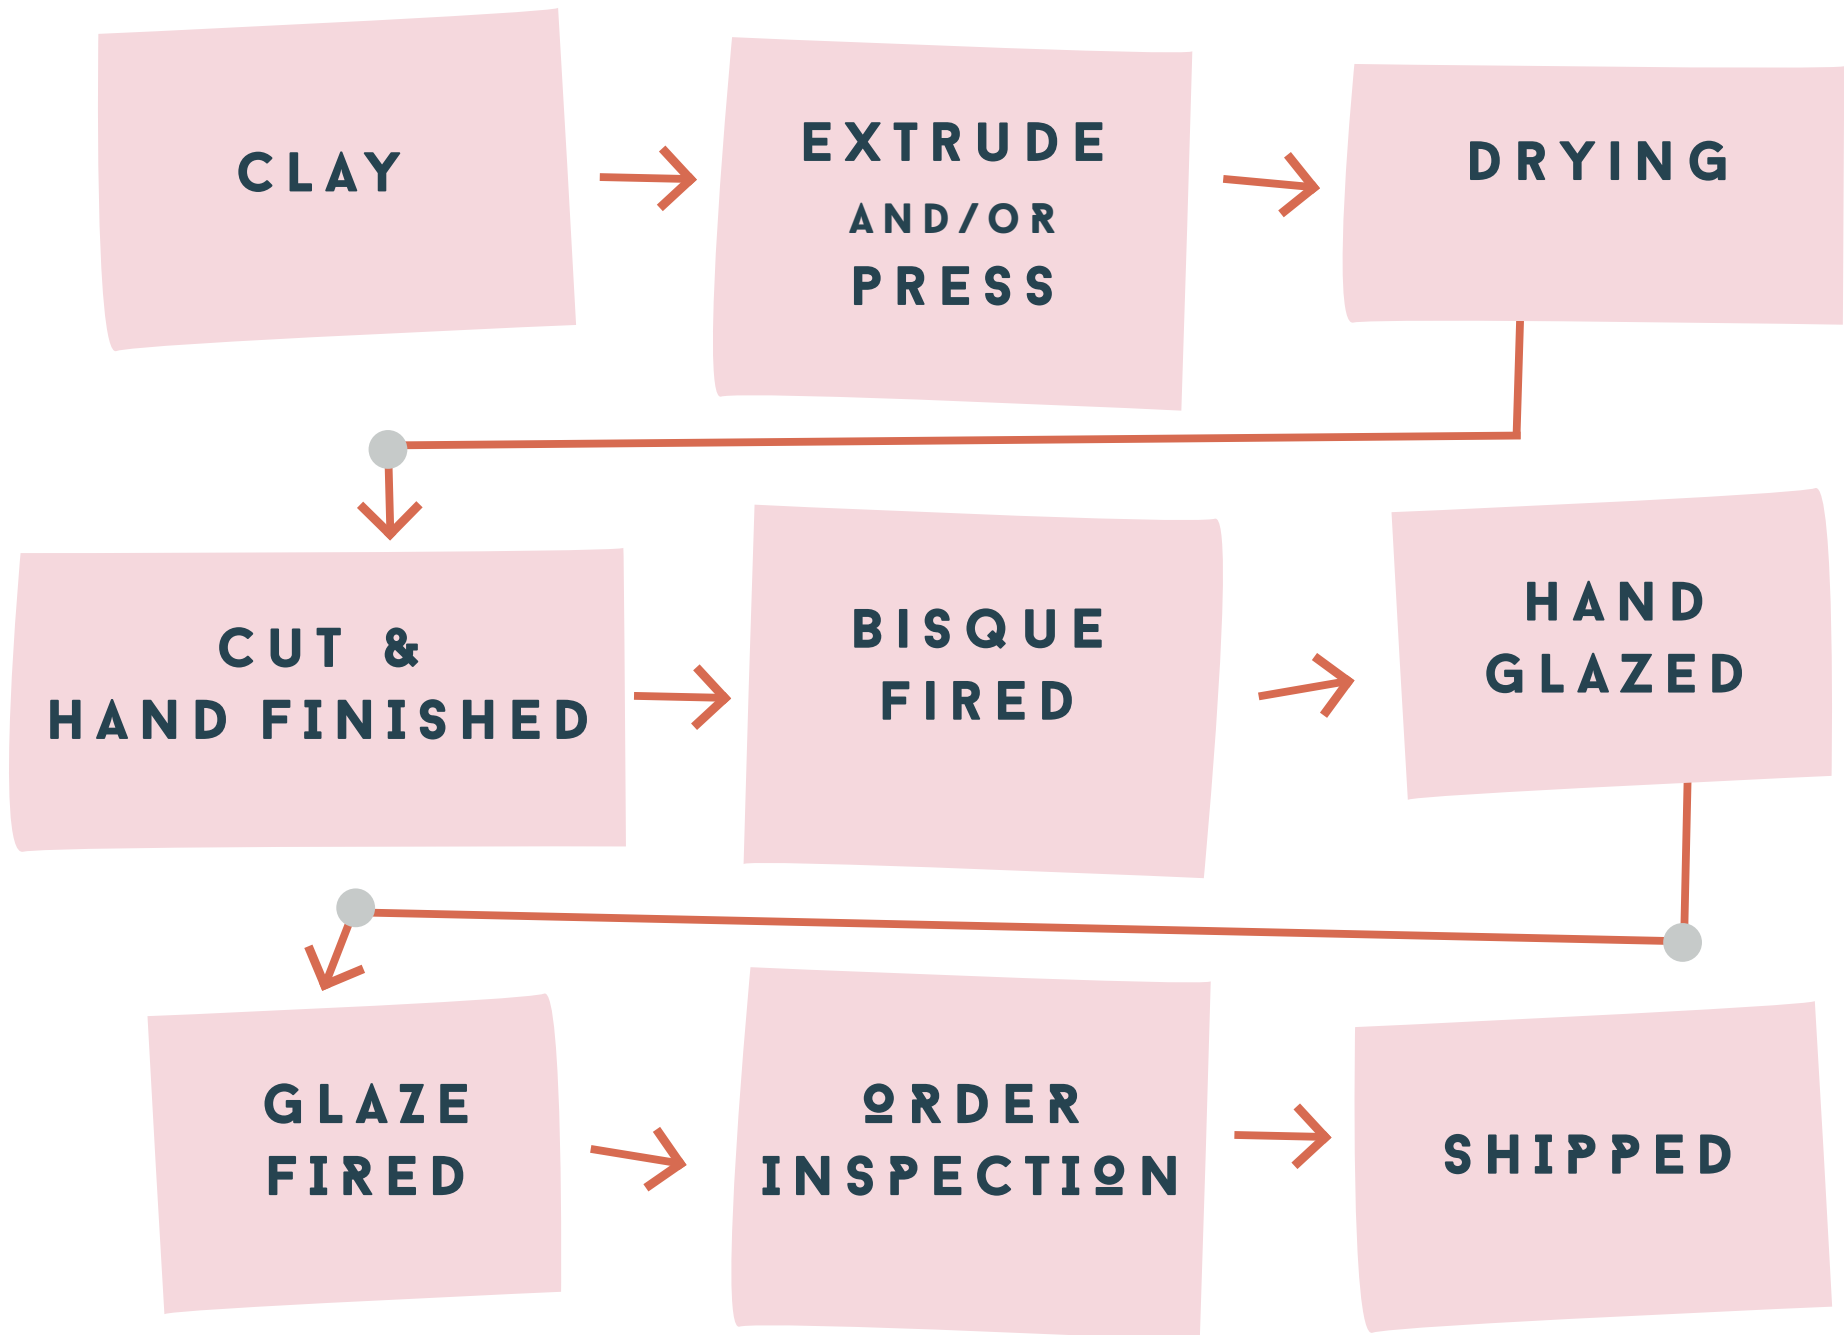 CLAY
EXTRUDE
AND/OR
PRESS
DRYING
CUT &
HAND FINISHED
BISQUE
FIRED
HAND
GLAZED
GLAZE
FIRED
ORDER
INSPECTION
SHIPPED